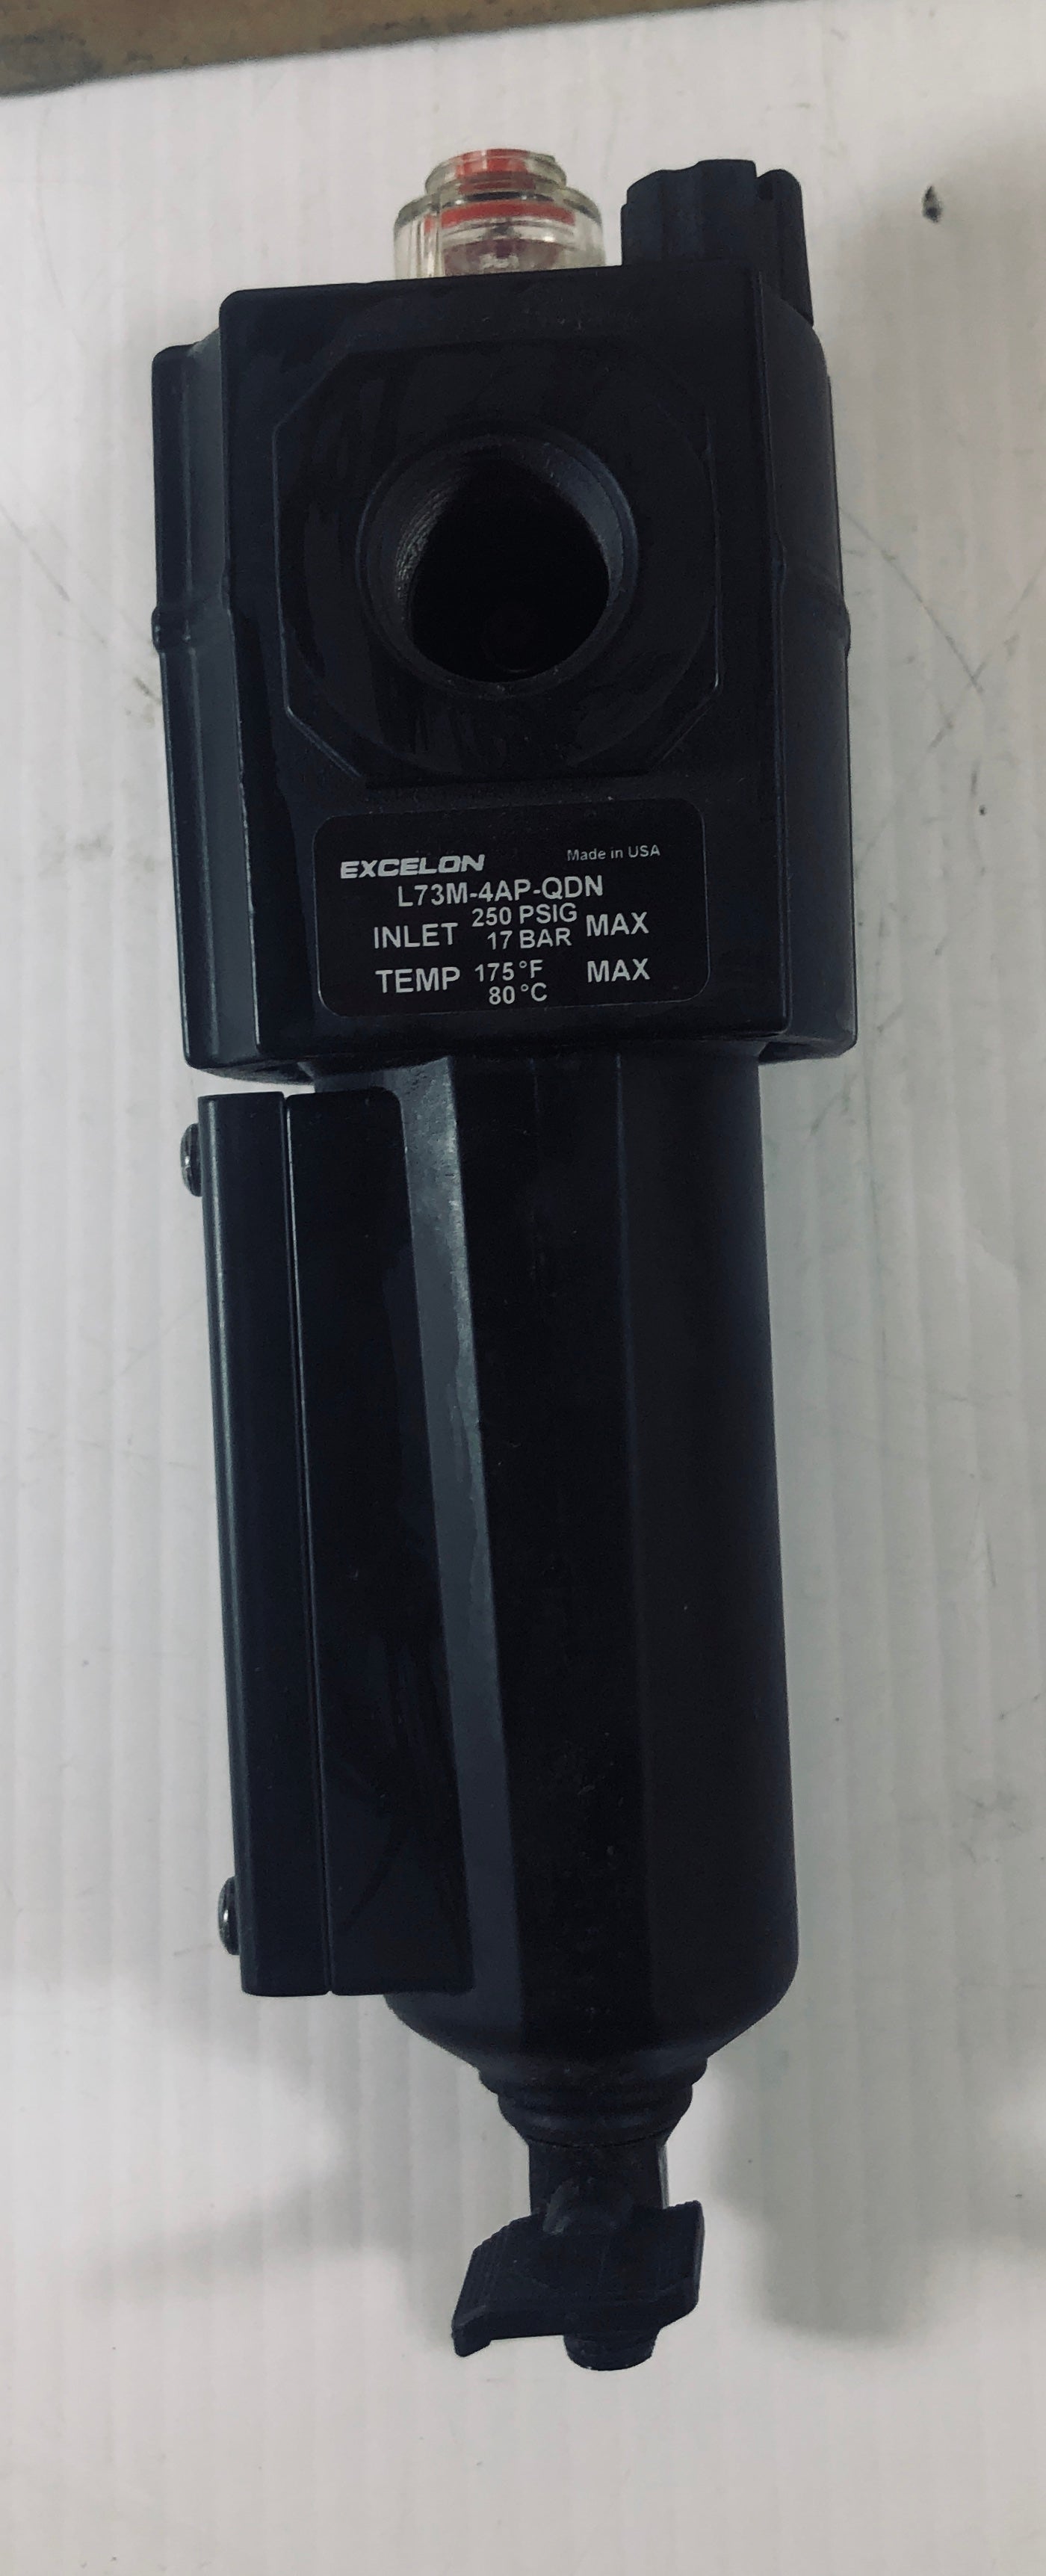 EXCELON Made in USA
L73M-4AP-QDN
INLET 250 PSIG MAX
17 BAR
TEMP 175°F MAX
80°C